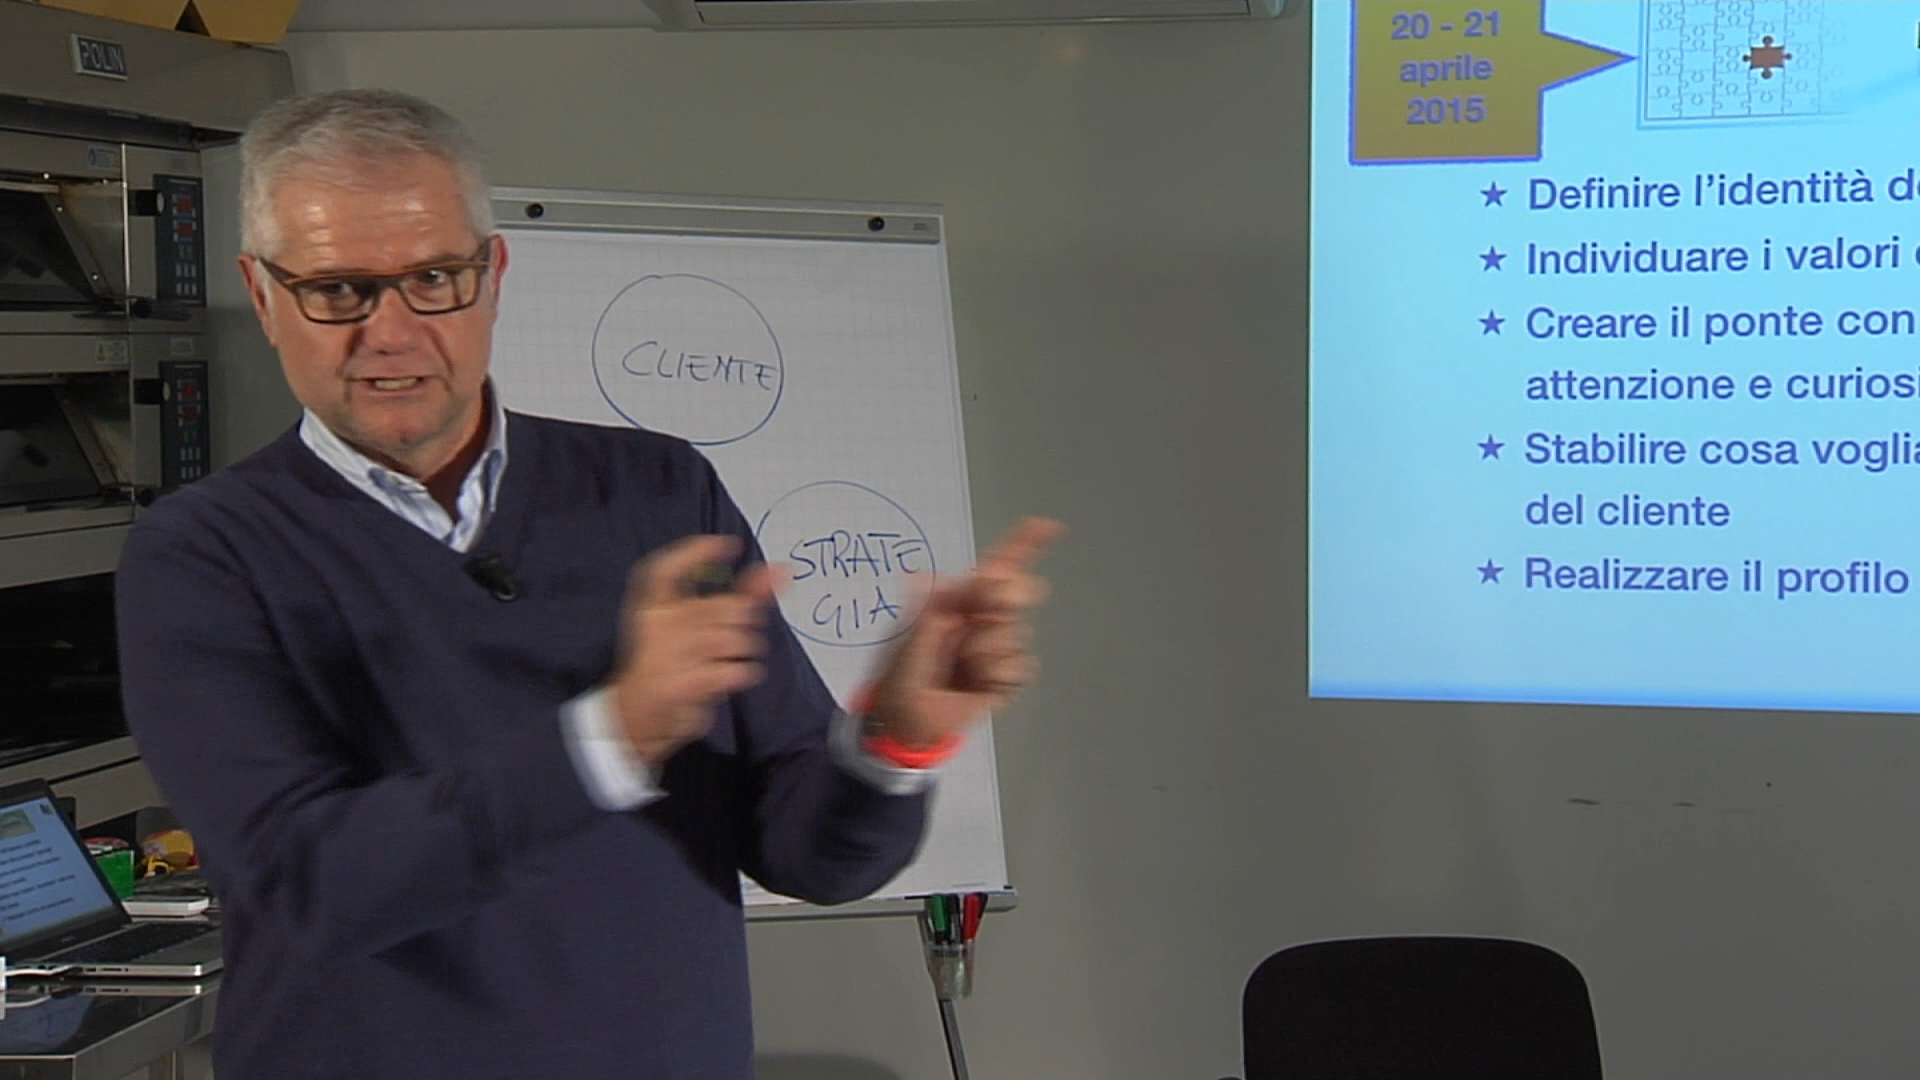 POLIN
CLIENTE
STRATE
GIA
20 - 21
aprile
2015
★ Definire l'identità d
★ Individuare i valori
★ Creare il ponte con
attenzione e curiosi
★ Stabilire cosa voglia
del cliente
★ Realizzare il profilo